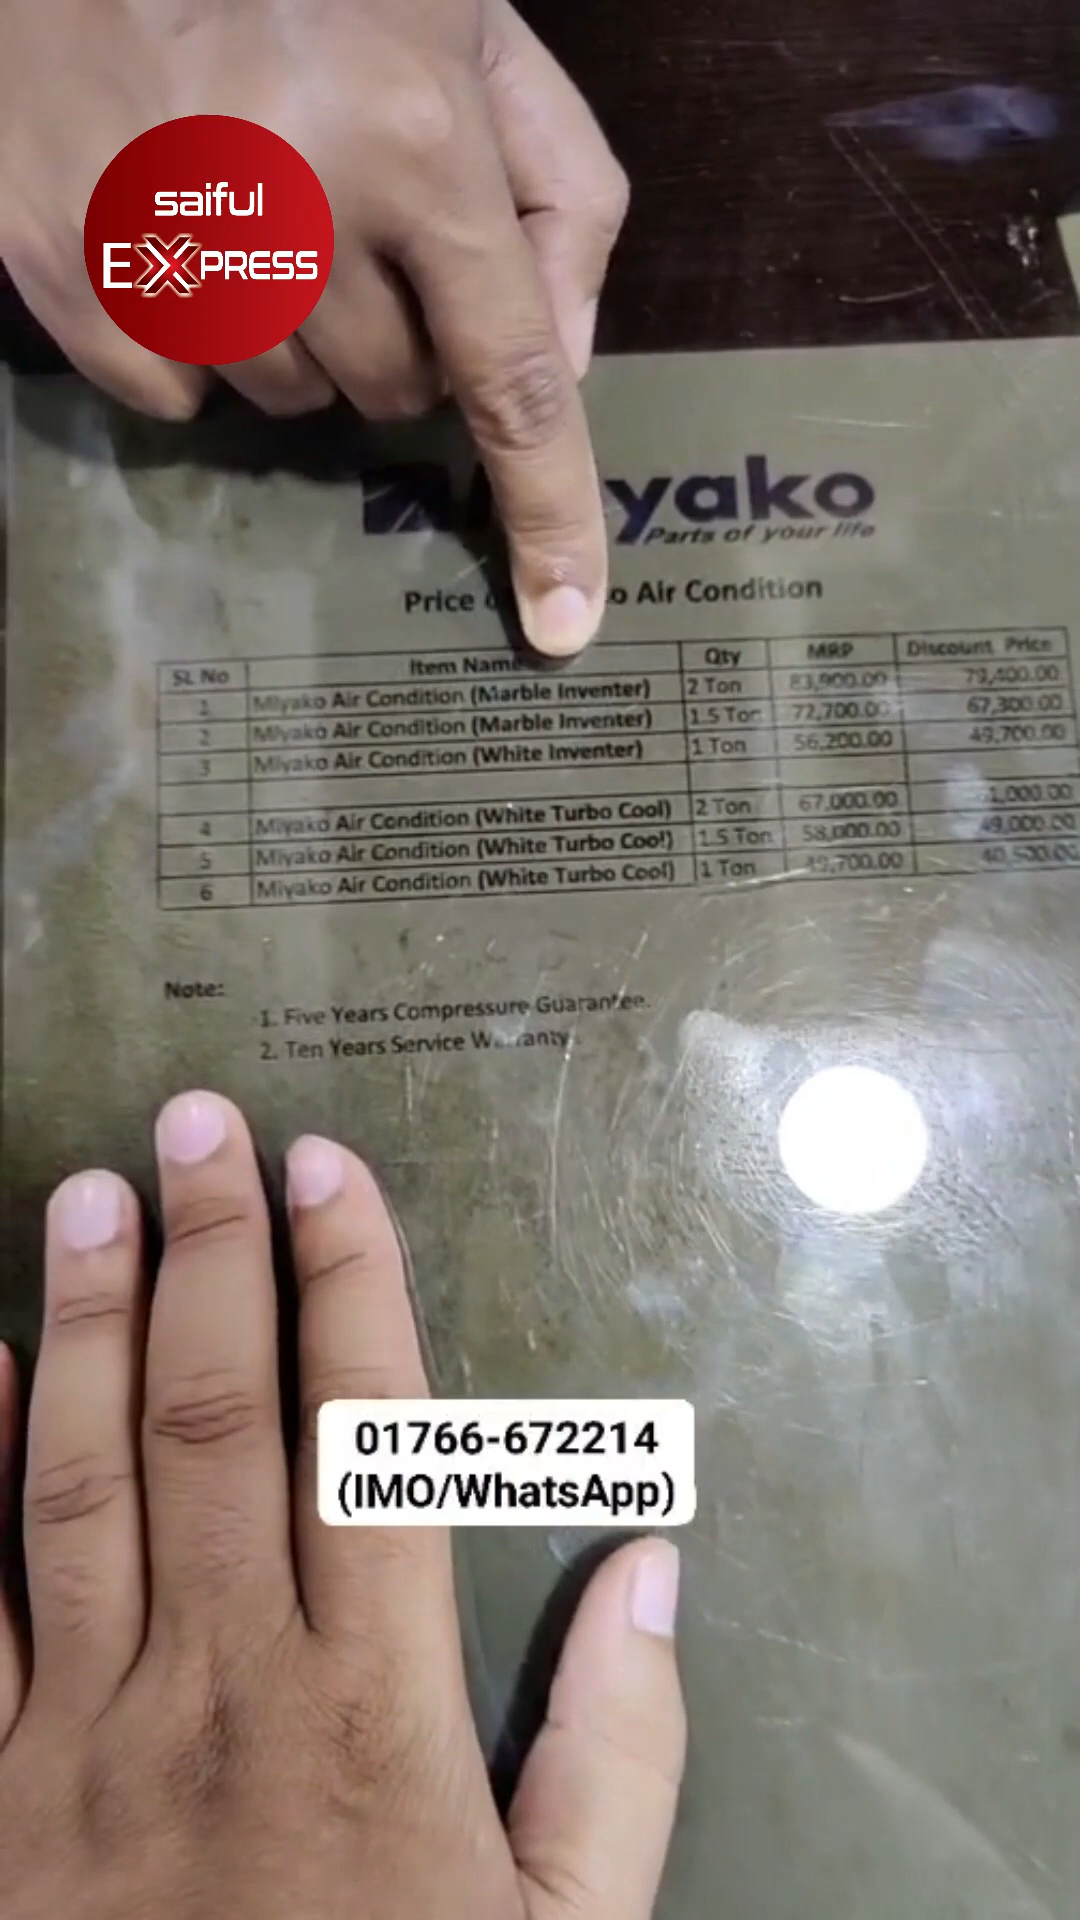 saiful
EXPRESS
yako
Parts of your life
Price o Air Condition
SL No Item Name Qty MRP Discount Price
1 Miyako Air Condition (Marble Inventer) 2 Ton 83,900.00 79,400.00
2 Miyako Air Condition (Marble Inventer) 1.5 Ton 72,700.00 67,300.00
3 Miyako Air Condition (White Inventer) 1 Ton 56,200.00 49,700.00
4 Miyako Air Condition (White Turbo Cool) 2 Ton 67,000.00
5 Miyako Air Condition (White Turbo Cool) 1.5 Ton 58,000.00 49,000.00
6 Miyako Air Condition (White Turbo Cool) 1 Ton 49,700.00 40,500.00
Note:
1. Five Years Compressure Guarantee.
2. Ten Years Service Warranty.
01766-672214
(IMO/WhatsApp)